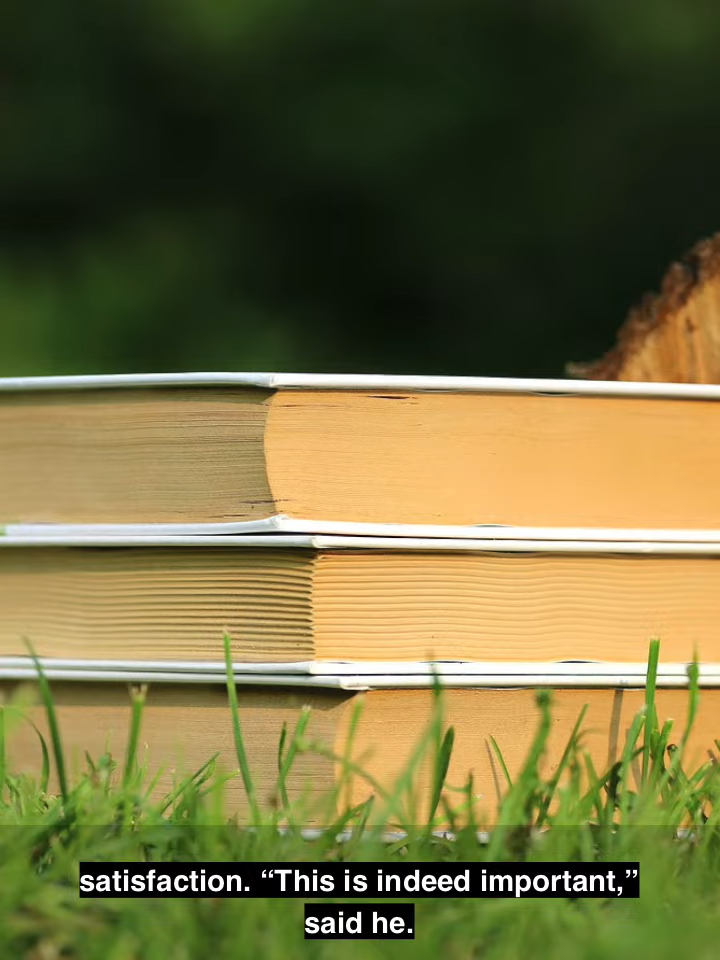 satisfaction. “This is indeed important,”
said he.